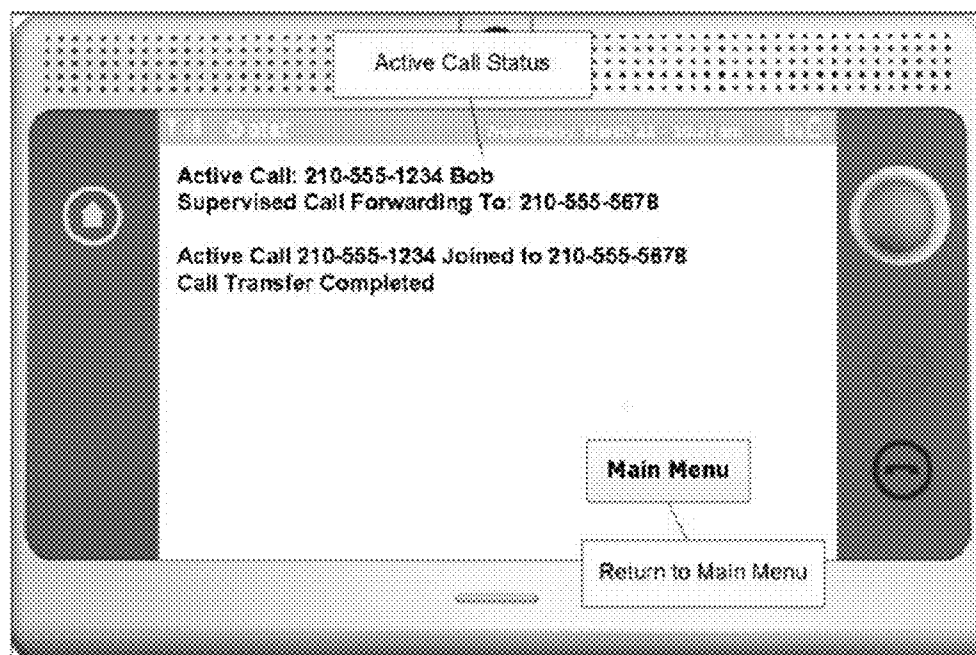 Active Call Status
Active Call: 210-555-1234 Bob
Supervised Call Forwarding To: 210-555-5678
Active Call 210-555-1234 Joined to 210-555-5678
Call Transfer Completed
Main Menu
Return to Main Menu